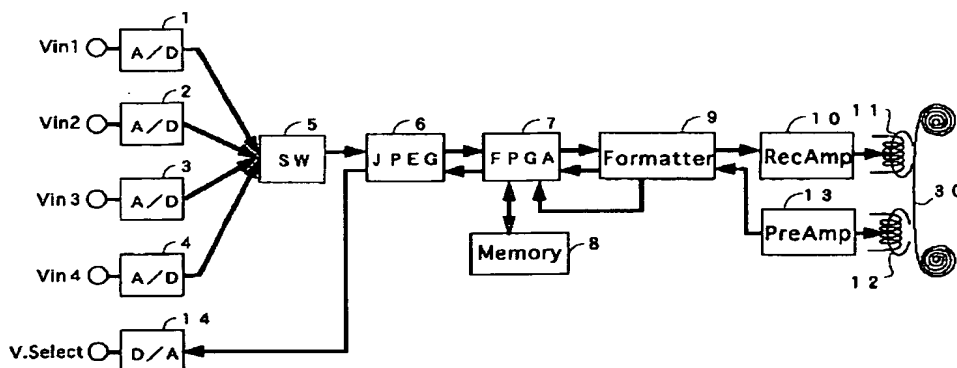 1
Vin1 A/D
2
Vin2 A/D
3
Vin3 A/D
4
Vin4 A/D
14
V.Select D/A
5
SW
6
JPEG
7
FPGA
8
Memory
9
Formatter
10
RecAmp
11
13
PreAmp
12
30